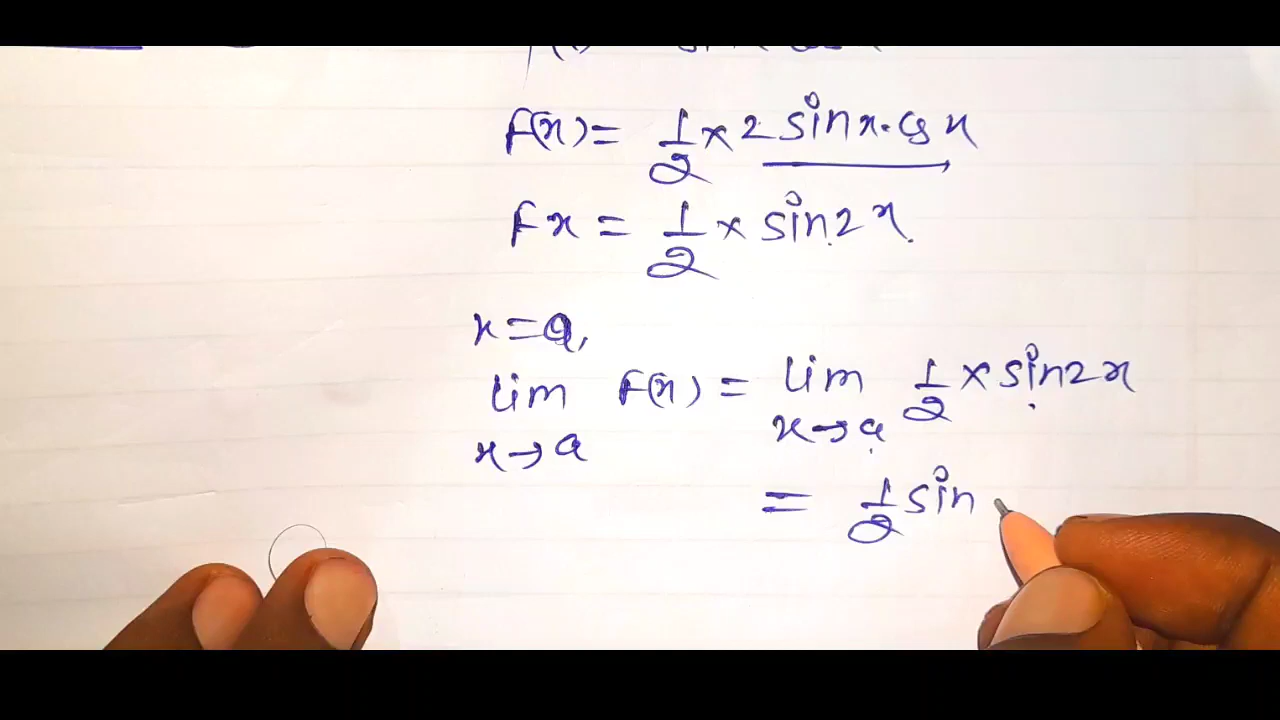 f(x) = 1/2 × 2 sin x · cos x
f x = 1/2 × sin 2x
x = a,
lim x→a f(x) = lim x→a 1/2 × sin 2x
= 1/2 sin